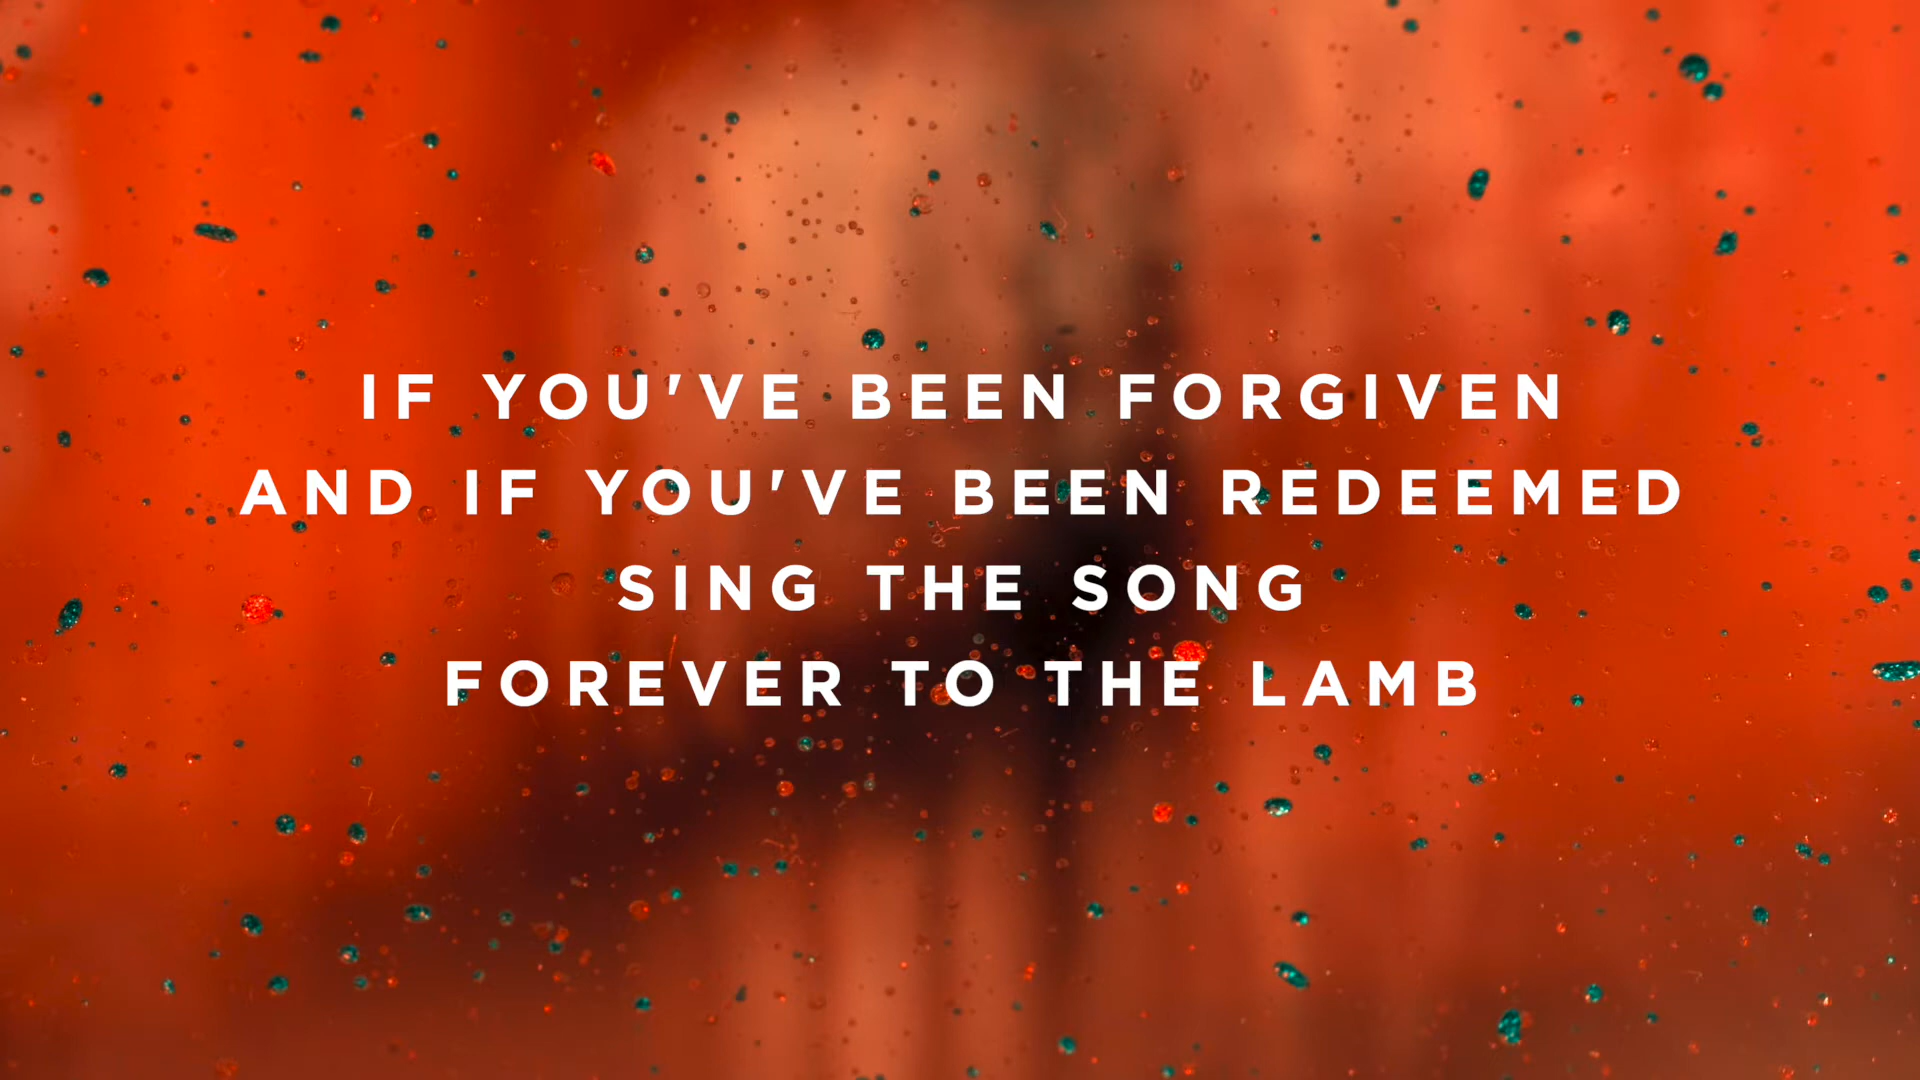 IF YOU'VE BEEN FORGIVEN
AND IF YOU'VE BEEN REDEEMED
SING THE SONG
FOREVER TO THE LAMB